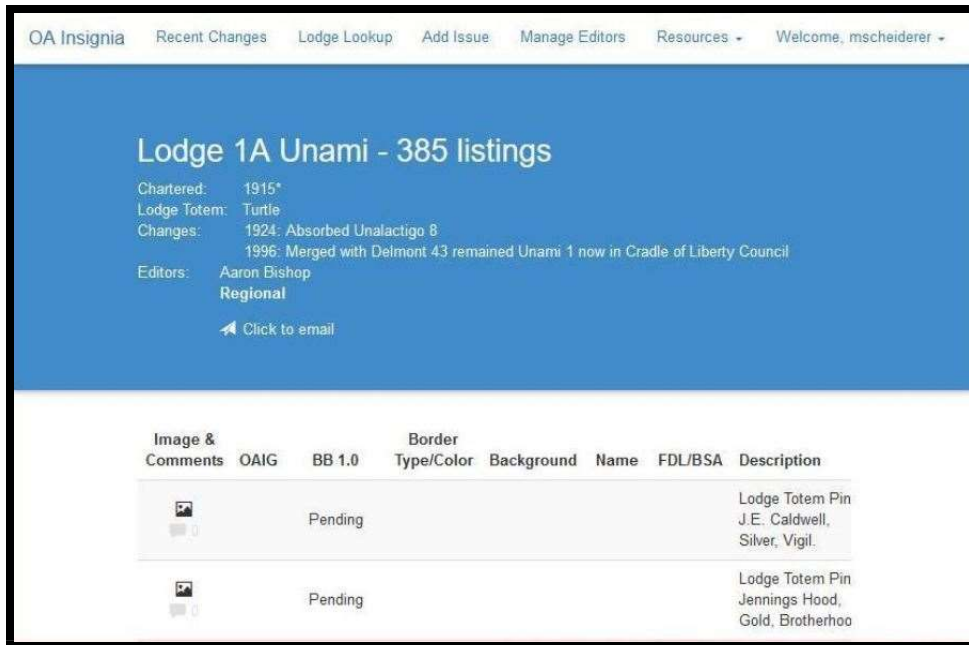 OA Insignia Recent Changes Lodge Lookup Add Issue Manage Editors Resources Welcome, mscheiderer
Lodge 1A Unami - 385 listings
Chartered: 1915*
Lodge Totem: Turtle
Changes: 1924: Absorbed Unalactigo 8
1996: Merged with Delmont 43 remained Unami 1 now in Cradle of Liberty Council
Editors: Aaron Bishop
Regional
Click to email
Image & Comments OAIG BB 1.0 Border Type/Color Background Name FDL/BSA Description
0 Pending Lodge Totem Pin
J.E. Caldwell,
Silver, Vigil.
0 Pending Lodge Totem Pin
Jennings Hood,
Gold, Brotherhoo